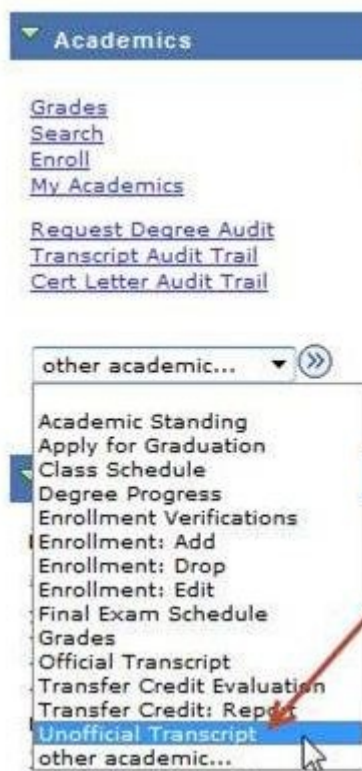 Academics
Grades
Search
Enroll
My Academics
Request Degree Audit
Transcript Audit Trail
Cert Letter Audit Trail
other academic...
Academic Standing
Apply for Graduation
Class Schedule
Degree Progress
Enrollment Verifications
Enrollment: Add
Enrollment: Drop
Enrollment: Edit
Final Exam Schedule
Grades
Official Transcript
Transfer Credit Evaluation
Transfer Credit: Report
Unofficial Transcript
other academic...